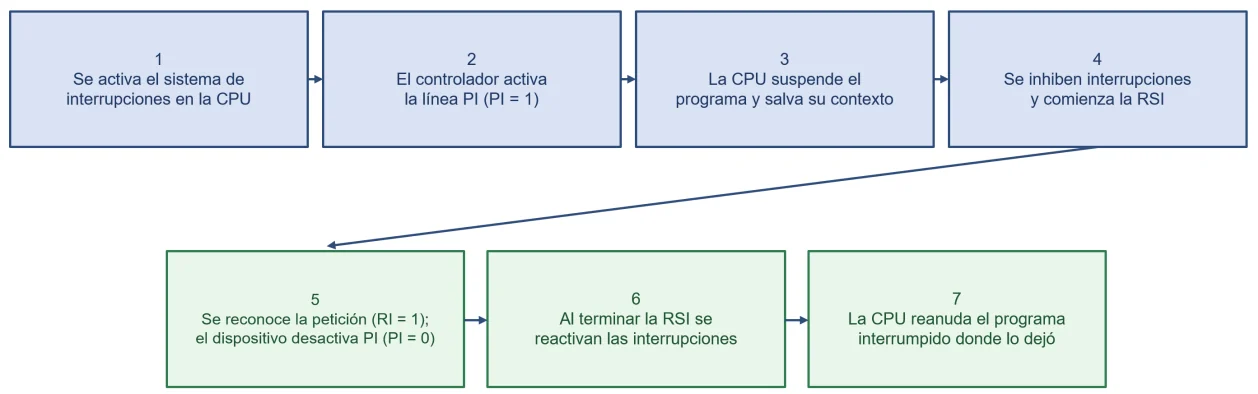 1
Se activa el sistema de
interrupciones en la CPU
2
El controlador activa
la línea PI (PI = 1)
3
La CPU suspende el
programa y salva su contexto
4
Se inhiben interrupciones
y comienza la RSI
5
Se reconoce la petición (RI = 1);
el dispositivo desactiva PI (PI = 0)
6
Al terminar la RSI se
reactivan las interrupciones
7
La CPU reanuda el programa
interrumpido donde lo dejó